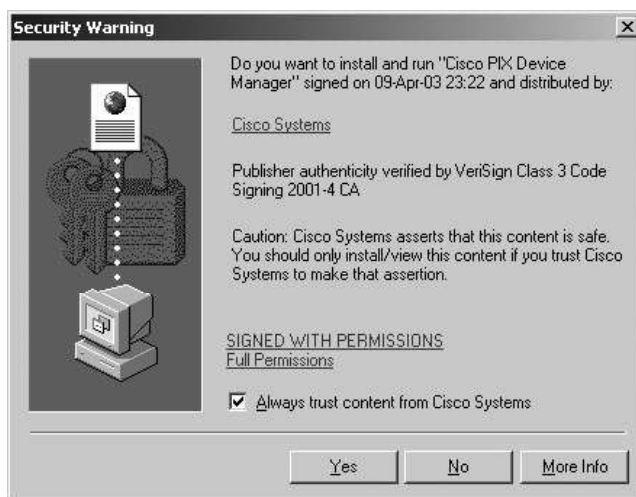 Security Warning
Do you want to install and run "Cisco PIX Device
Manager" signed on 09-Apr-03 23:22 and distributed by:
Cisco Systems
Publisher authenticity verified by VeriSign Class 3 Code
Signing 2001-4 CA
Caution: Cisco Systems asserts that this content is safe.
You should only install/view this content if you trust Cisco
Systems to make that assertion.
SIGNED WITH PERMISSIONS
Full Permissions
Always trust content from Cisco Systems
Yes
No
More Info